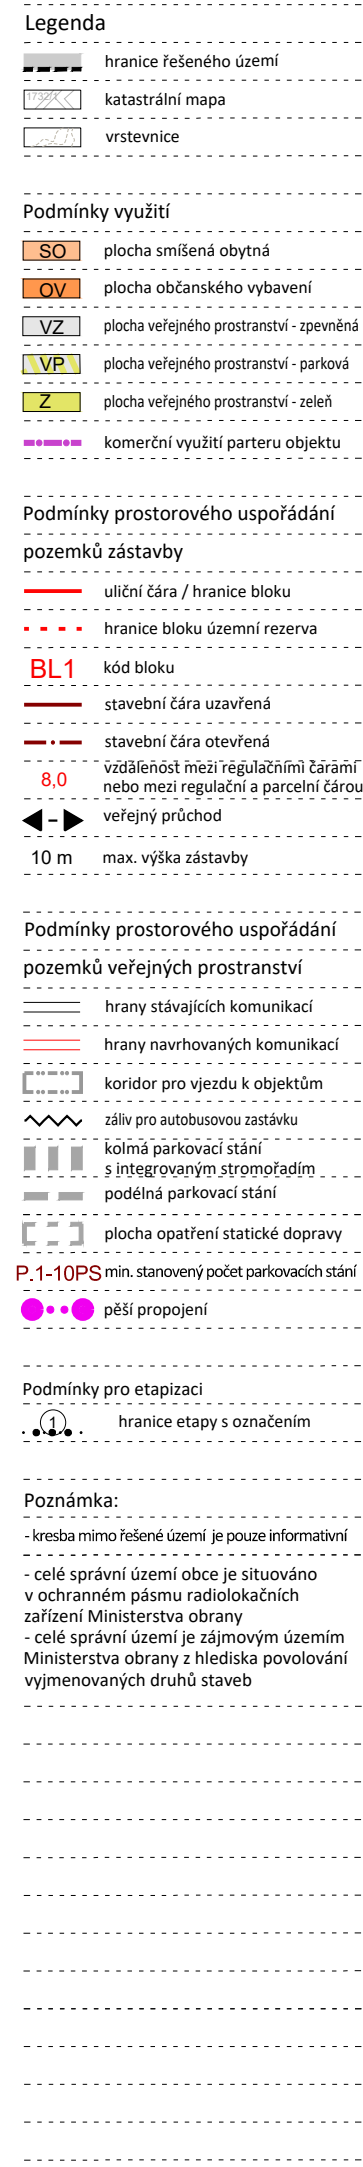 Legenda
hranice řešeného území
1732/1 katastrální mapa
vrstevnice
Podmínky využití
SO plocha smíšená obytná
OV plocha občanského vybavení
VZ plocha veřejného prostranství - zpevněná
VP plocha veřejného prostranství - parková
Z plocha veřejného prostranství - zeleň
komerční využití parteru objektu
Podmínky prostorového uspořádání
pozemků zástavby
uliční čára / hranice bloku
hranice bloku územní rezerva
BL1 kód bloku
stavební čára uzavřená
stavební čára otevřená
vzdálenost mezi regulačními čarami
8,0 nebo mezi regulační a parcelní čárou
veřejný průchod
10 m max. výška zástavby
Podmínky prostorového uspořádání
pozemků veřejných prostranství
hrany stávajících komunikací
hrany navrhovaných komunikací
koridor pro vjezdu k objektům
záliv pro autobusovou zastávku
kolmá parkovací stání
s integrovaným stromořadím
podélná parkovací stání
plocha opatření statické dopravy
P.1-10PS min. stanovený počet parkovacích stání
pěší propojení
Podmínky pro etapizaci
1 hranice etapy s označením
Poznámka:
- kresba mimo řešené území je pouze informativní
- celé správní území obce je situováno
v ochranném pásmu radiolokačních
zařízení Ministerstva obrany
- celé správní území je zájmovým územím
Ministerstva obrany z hlediska povolování
vyjmenovaných druhů staveb